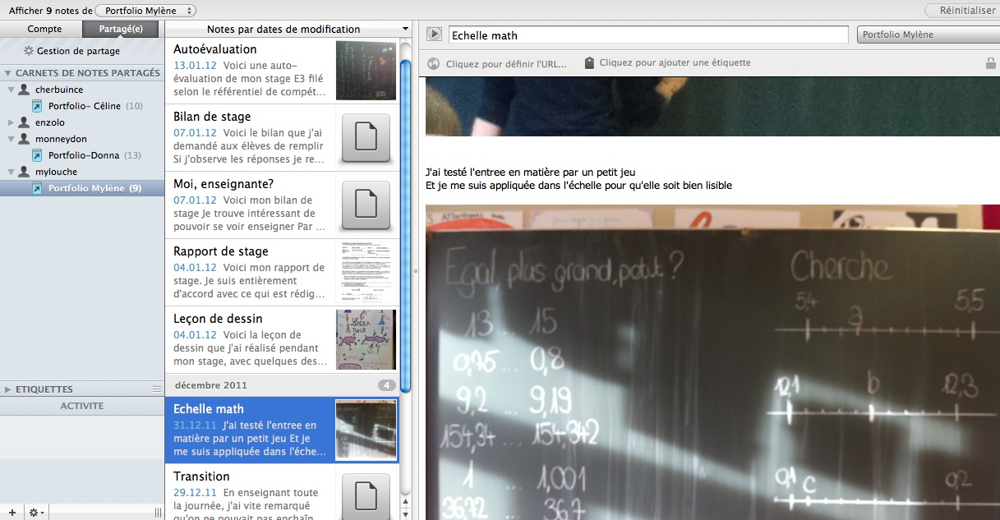 Afficher 9 notes de Portfolio Mylène
Réinitialiser
Compte
Partagé(e)
Gestion de partage
CARNETS DE NOTES PARTAGÉS
cherbuince
Portfolio- Céline (10)
enzolo
monneydon
Portfolio-Donna (13)
mylouche
Portfolio Mylène (9)
ETIQUETTES
ACTIVITE
Notes par dates de modification
Autoévaluation
13.01.12 Voici une auto-
évaluation de mon stage E3 filé
selon le référentiel de compét...
Bilan de stage
07.01.12 Voici le bilan que j'ai
demandé aux élèves de remplir
Si j'observe les réponses je re...
Moi, enseignante?
07.01.12 Voici mon bilan de
stage Je trouve intéressant de
pouvoir se voir enseigner Par ...
Rapport de stage
04.01.12 Voici mon rapport de
stage. Je suis entièrement
d'accord avec ce qui est rédig...
Leçon de dessin
04.01.12 Voici la leçon de
dessin que j'ai réalisé pendant
mon stage, avec quelques des...
décembre 2011
4
Echelle math
31.12.11 J'ai testé l'entree en
matière par un petit jeu Et je
me suis appliquée dans l'éche...
Transition
29.12.11 En enseignant toute
la journée, j'ai vite remarqué
qu'on ne pouvait pas enchaîn
Echelle math
Portfolio Mylène
Cliquez pour définir l'URL...
Cliquez pour ajouter une étiquette
J'ai testé l'entree en matière par un petit jeu
Et je me suis appliquée dans l'échelle pour qu'elle soit bien lisible
Egal, plus grand, petit ?
13 ... 15
0,75 ... 0,8
9,2 ... 9,19
154,34 ... 154,342
1 ... 1,001
36,72 ... 36,7
Cherche
5,4 a 5,5
12,1 b 12,3
0,1 c 0,2